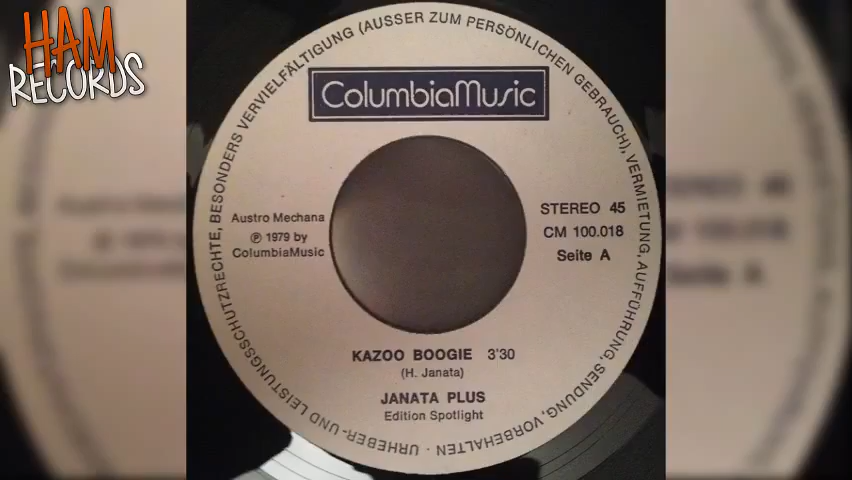 HAM
RECORDS
URHEBER- UND LEISTUNGSSCHUTZRECHTE, BESONDERS VERVIELFÄLTIGUNG (AUSSER ZUM PERSÖNLICHEN GEBRAUCH), VERMIETUNG, AUFFÜHRUNG, SENDUNG, VORBEHALTEN ·
ColumbiaMusic
Austro Mechana
℗ 1979 by
ColumbiaMusic
STEREO 45
CM 100.018
Seite A
KAZOO BOOGIE 3'30
(H. Janata)
JANATA PLUS
Edition Spotlight